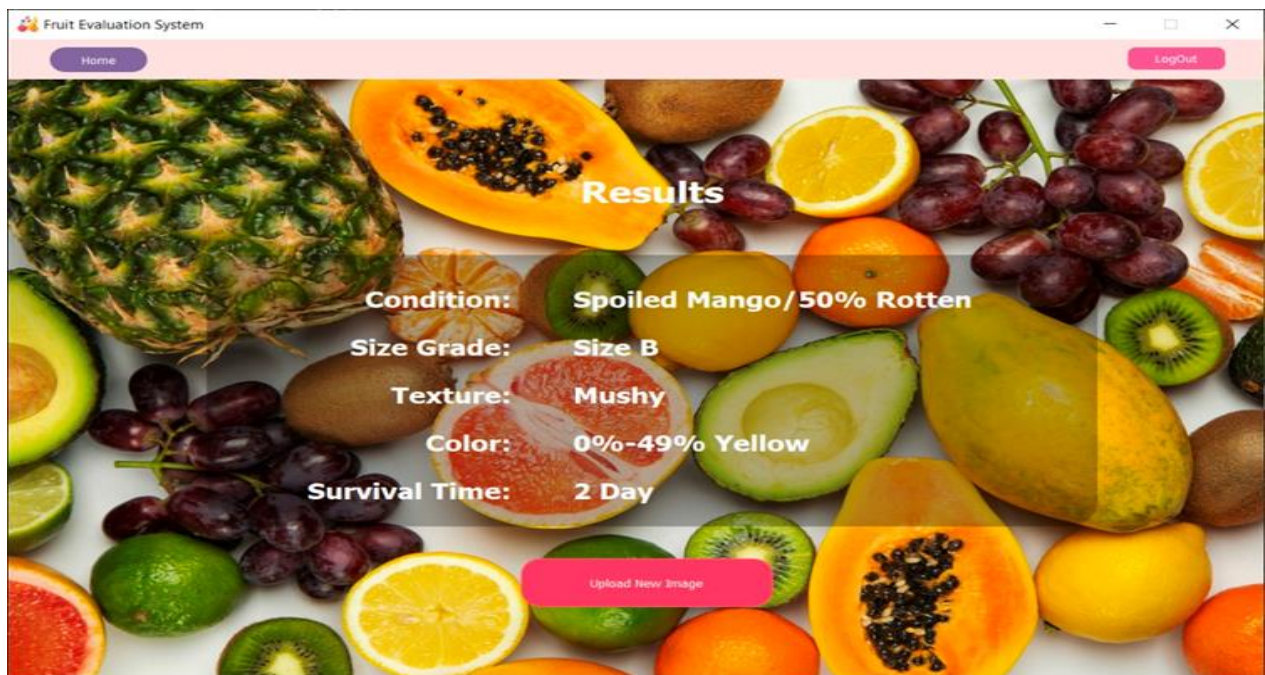 Fruit Evaluation System
Home
LogOut
Results
Condition: Spoiled Mango/50% Rotten
Size Grade: Size B
Texture: Mushy
Color: 0%-49% Yellow
Survival Time: 2 Day
Upload New Image